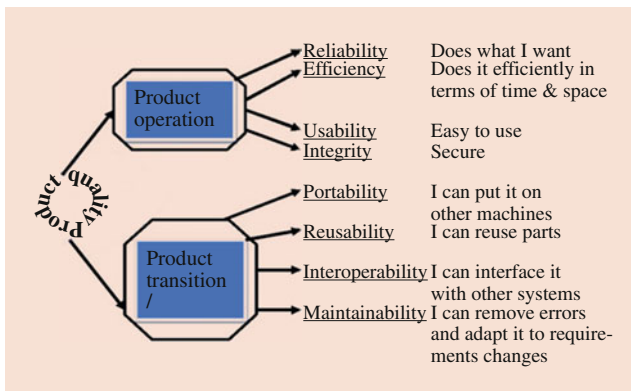 Product quality
Product
operation
Reliability Does what I want
Efficiency Does it efficiently in
terms of time & space
Usability Easy to use
Integrity Secure
Product
transition
/
Portability I can put it on
other machines
Reusability I can reuse parts
Interoperability I can interface it
with other systems
Maintainability I can remove errors
and adapt it to require-
ments changes